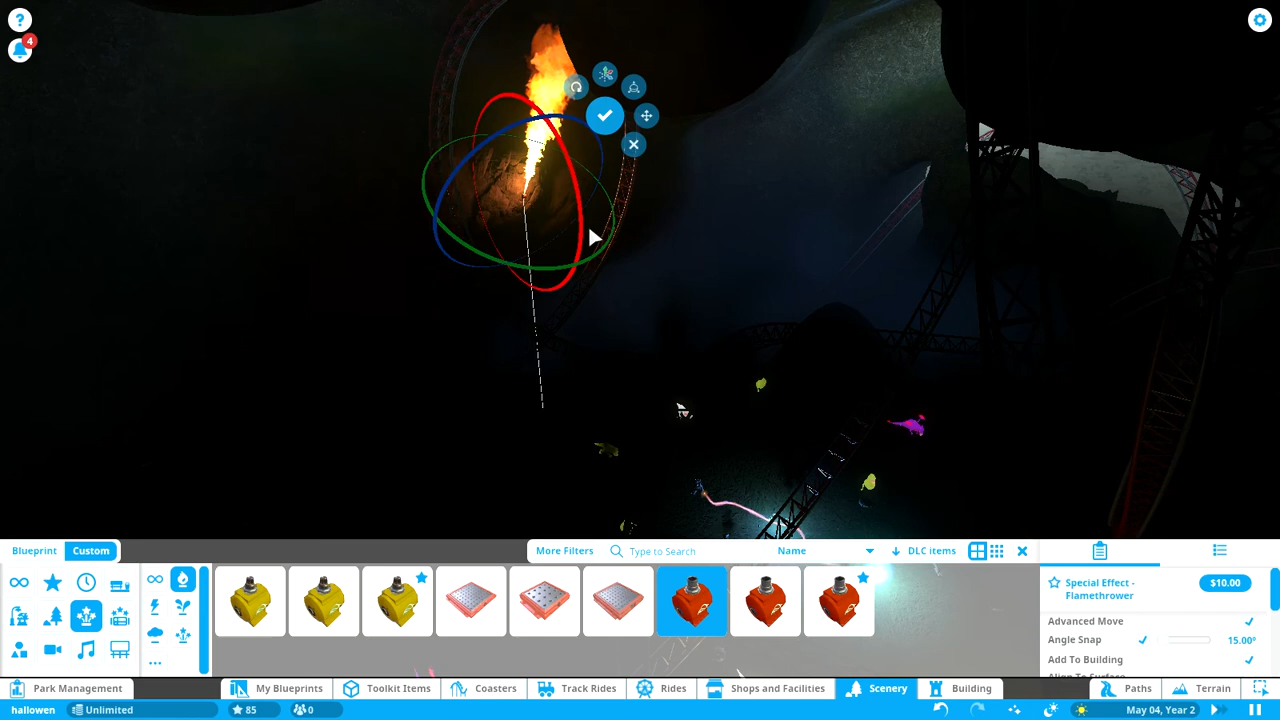 4
Blueprint Custom More Filters Type to Search Name DLC items
Special Effect -
Flamethrower
$10.00
Advanced Move
Angle Snap 15.00°
Add To Building
Park Management My Blueprints Toolkit Items Coasters Track Rides Rides Shops and Facilities Scenery Building Paths Terrain
hallowen Unlimited 85 0 May 04, Year 2